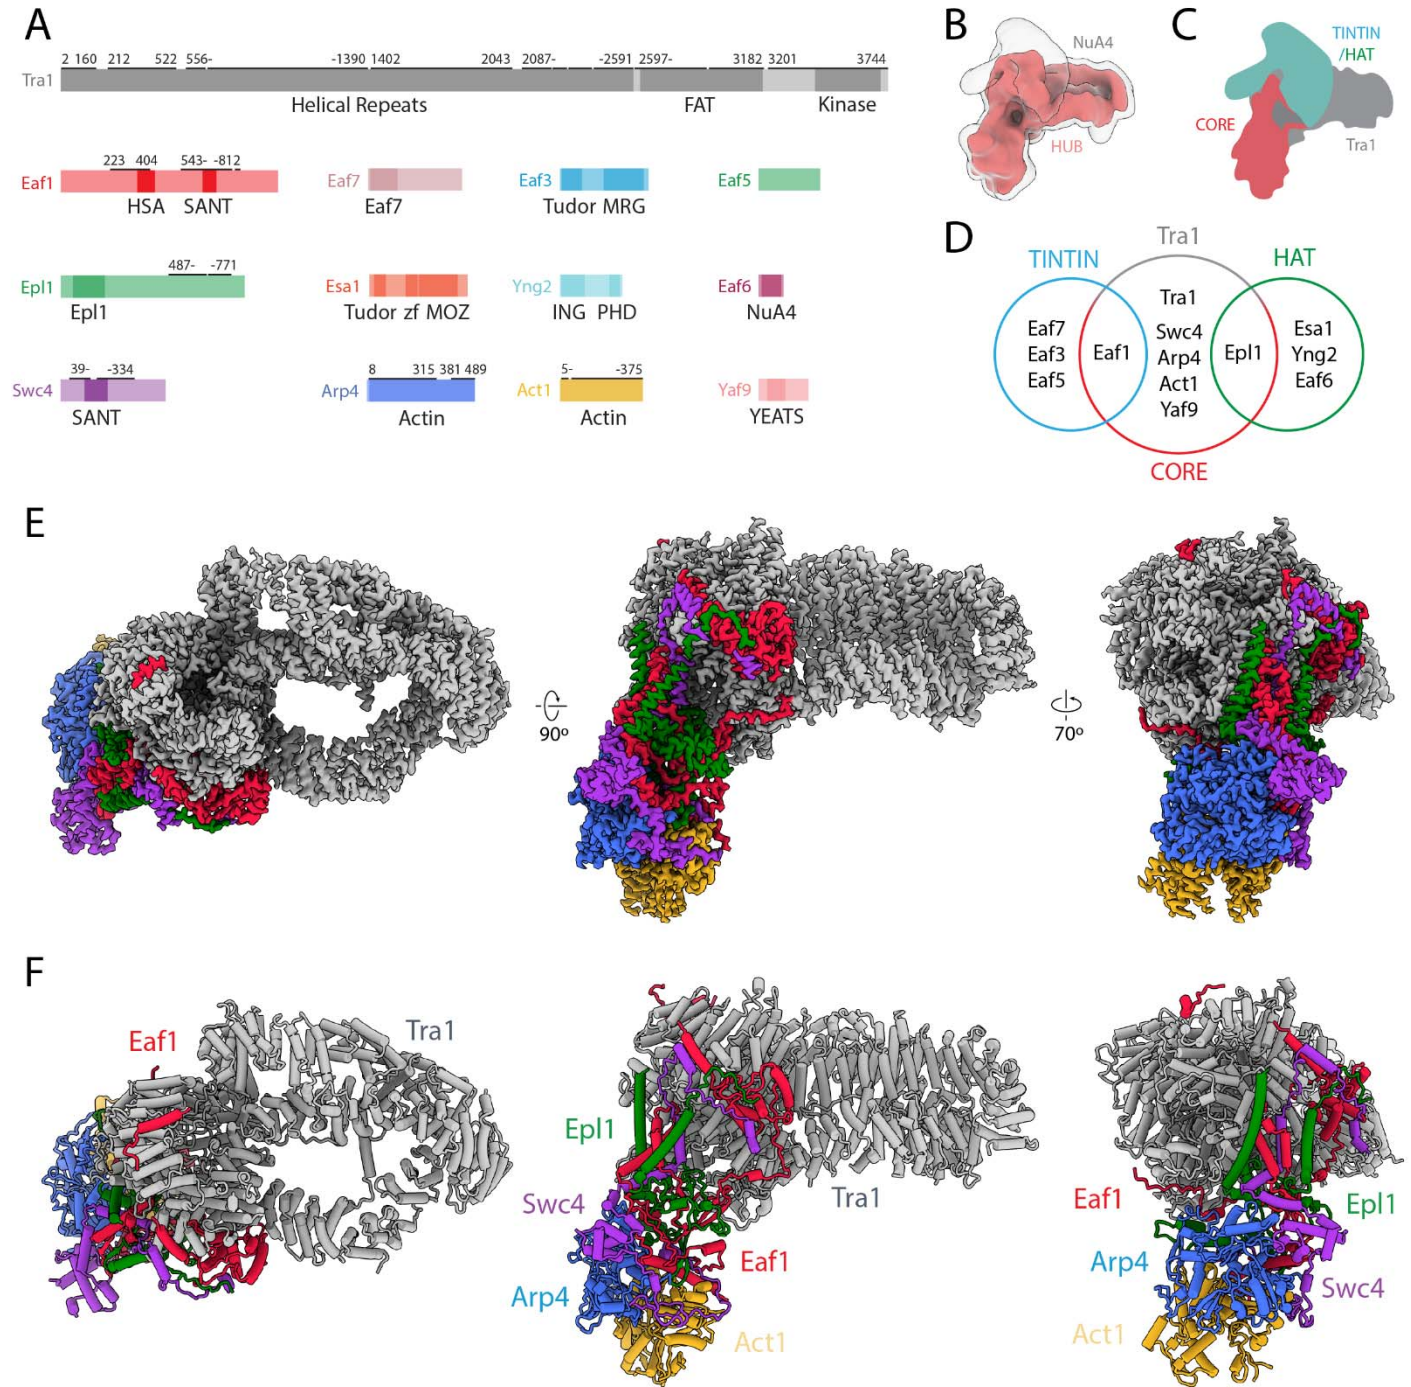 A
2 160 212 522 556- -1390 1402 2043 2087- -2591 2597- 3182 3201 3744
Tra1
Helical Repeats FAT Kinase
223 404 543- -812
Eaf1
HSA SANT
Eaf7
Eaf7
Eaf3
Tudor MRG
Eaf5
487- -771
Epl1
Epl1
Esa1
Tudor zf MOZ
Yng2
ING PHD
Eaf6
NuA4
39- -334
Swc4
SANT
8 315 381 489
Arp4
Actin
5- -375
Act1
Actin
Yaf9
YEATS
B
NuA4
HUB
C
TINTIN
/HAT
CORE
Tra1
D
Tra1
TINTIN
HAT
Eaf7
Eaf3
Eaf5
Eaf1
Tra1
Swc4
Arp4
Act1
Yaf9
Epl1
Esa1
Yng2
Eaf6
CORE
E
90º
70º
F
Eaf1
Tra1
Epl1
Swc4
Tra1
Eaf1
Arp4
Act1
Eaf1
Epl1
Arp4
Swc4
Act1